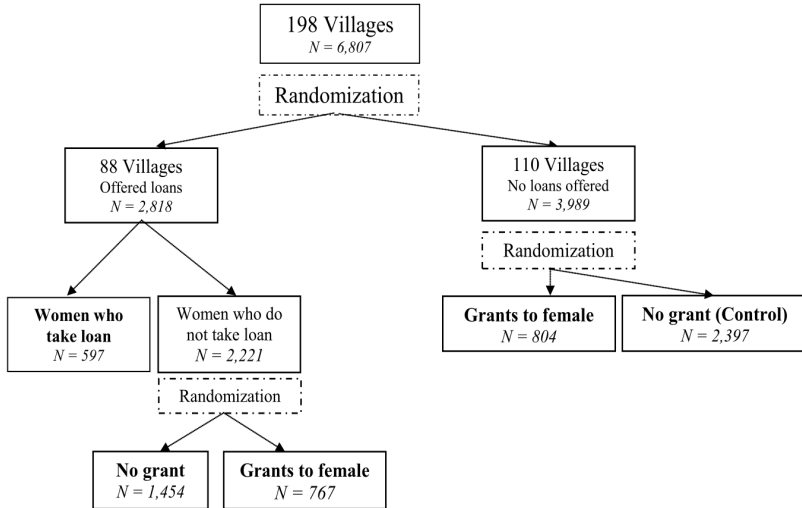 198 Villages
N = 6,807
Randomization
88 Villages
Offered loans
N = 2,818
110 Villages
No loans offered
N = 3,989
Randomization
Women who
take loan
N = 597
Women who do
not take loan
N = 2,221
Grants to female
N = 804
No grant (Control)
N = 2,397
Randomization
No grant
N = 1,454
Grants to female
N = 767